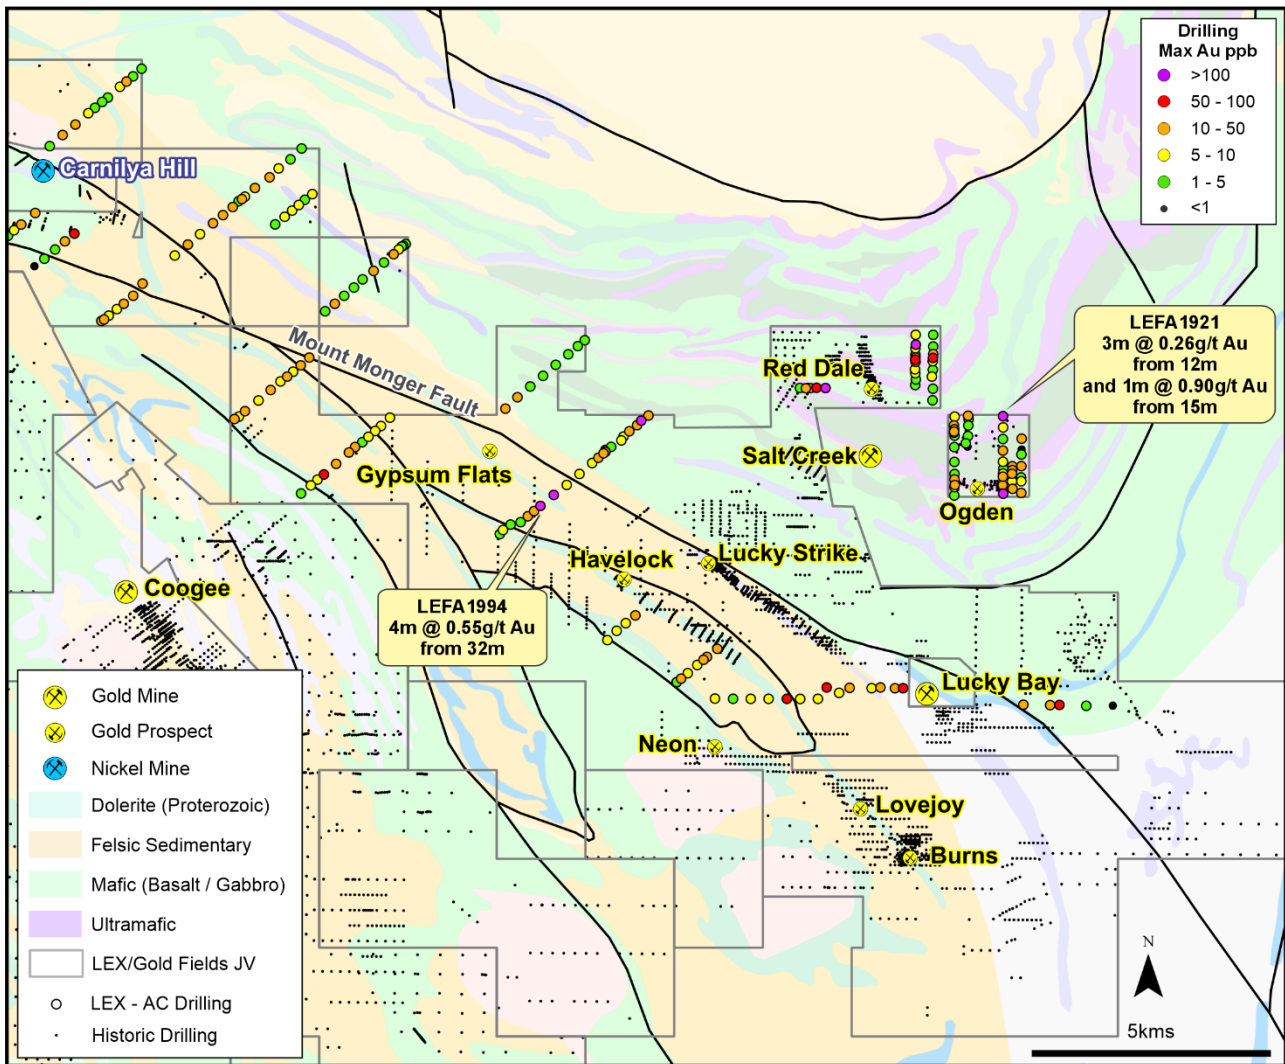 Drilling
Max Au ppb
>100
50 - 100
10 - 50
5 - 10
1 - 5
<1
Carnilya Hill
Mount Monger Fault
LEFA1921
3m @ 0.26g/t Au
from 12m
and 1m @ 0.90g/t Au
from 15m
Red Dale
Salt Creek
Gypsum Flats
Ogden
Havelock
Lucky Strike
Coogee
LEFA1994
4m @ 0.55g/t Au
from 32m
Lucky Bay
Neon
Lovejoy
Burns
Gold Mine
Gold Prospect
Nickel Mine
Dolerite (Proterozoic)
Felsic Sedimentary
Mafic (Basalt / Gabbro)
Ultramafic
LEX/Gold Fields JV
LEX - AC Drilling
Historic Drilling
N
5kms